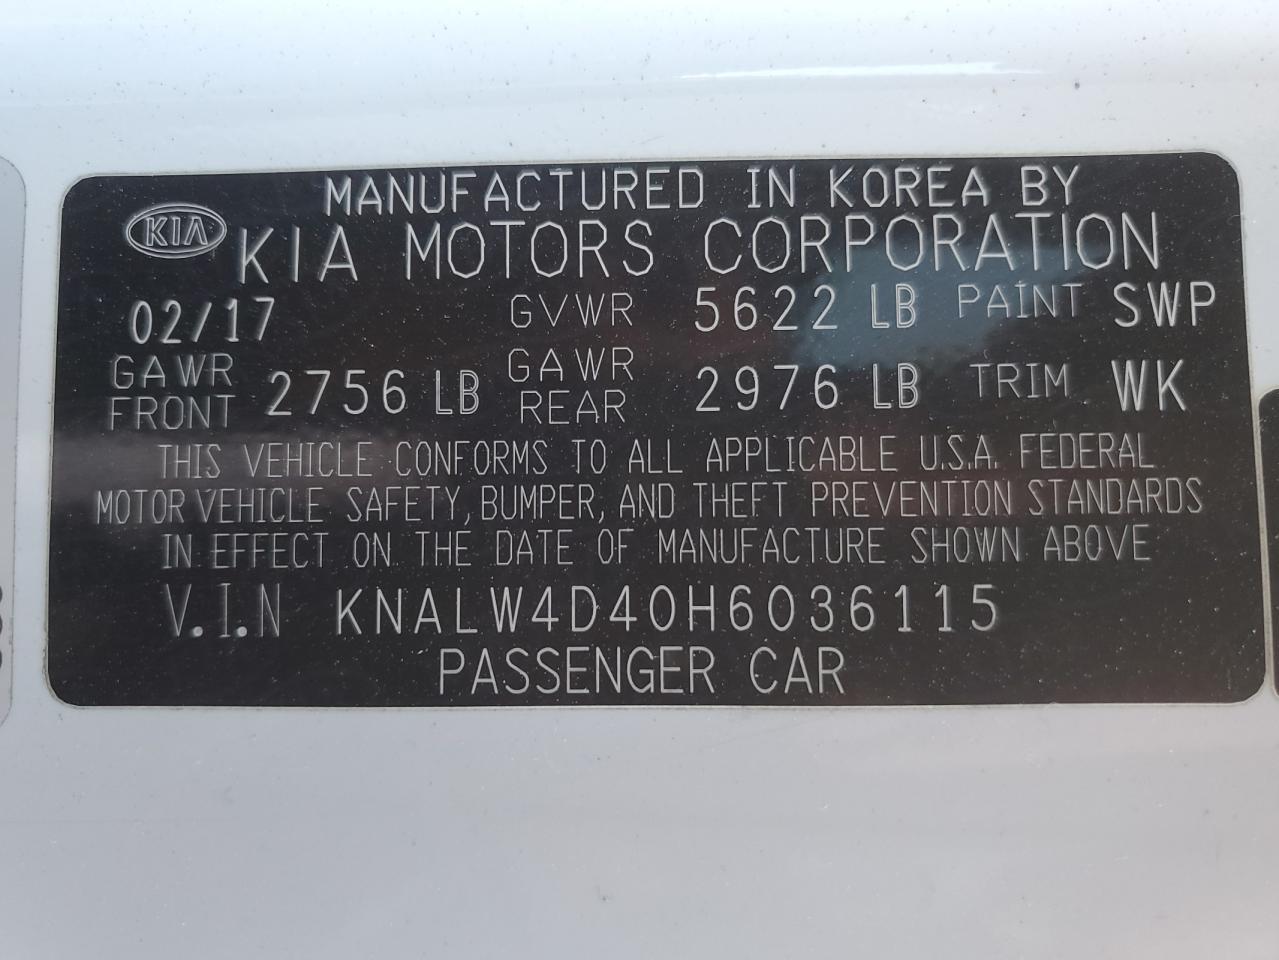 MANUFACTURED IN KOREA BY
KIA KIA MOTORS CORPORATION
02/17 GVWR 5622 LB PAINT SWP
GAWR FRONT 2756 LB GAWR REAR 2976 LB TRIM WK
THIS VEHICLE CONFORMS TO ALL APPLICABLE U.S.A. FEDERAL
MOTOR VEHICLE SAFETY, BUMPER, AND THEFT PREVENTION STANDARDS
IN EFFECT ON THE DATE OF MANUFACTURE SHOWN ABOVE
V.I.N KNALW4D40H6036115
PASSENGER CAR